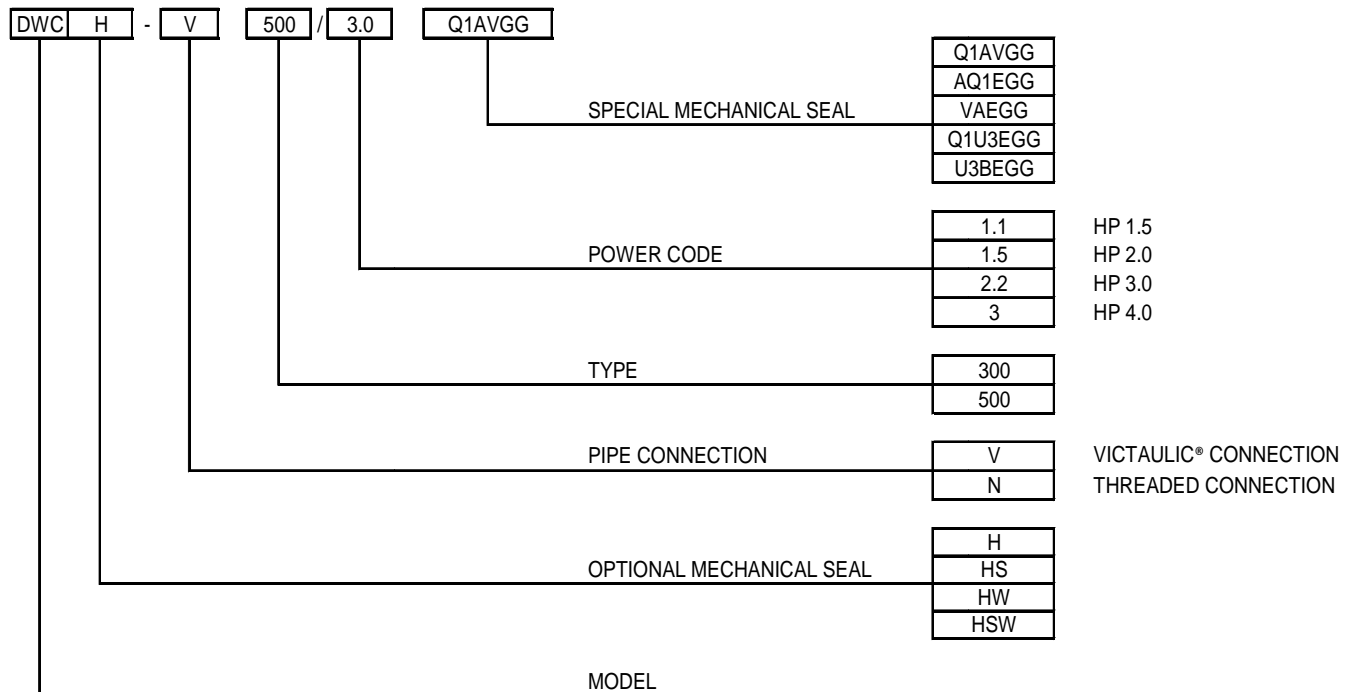 DWC H - V 500 / 3.0 Q1AVGG
Q1AVGG
AQ1EGG
SPECIAL MECHANICAL SEAL VAEGG
Q1U3EGG
U3BEGG
1.1 HP 1.5
POWER CODE 1.5 HP 2.0
2.2 HP 3.0
3 HP 4.0
TYPE 300
500
PIPE CONNECTION V VICTAULIC® CONNECTION
N THREADED CONNECTION
H
OPTIONAL MECHANICAL SEAL HS
HW
HSW
MODEL